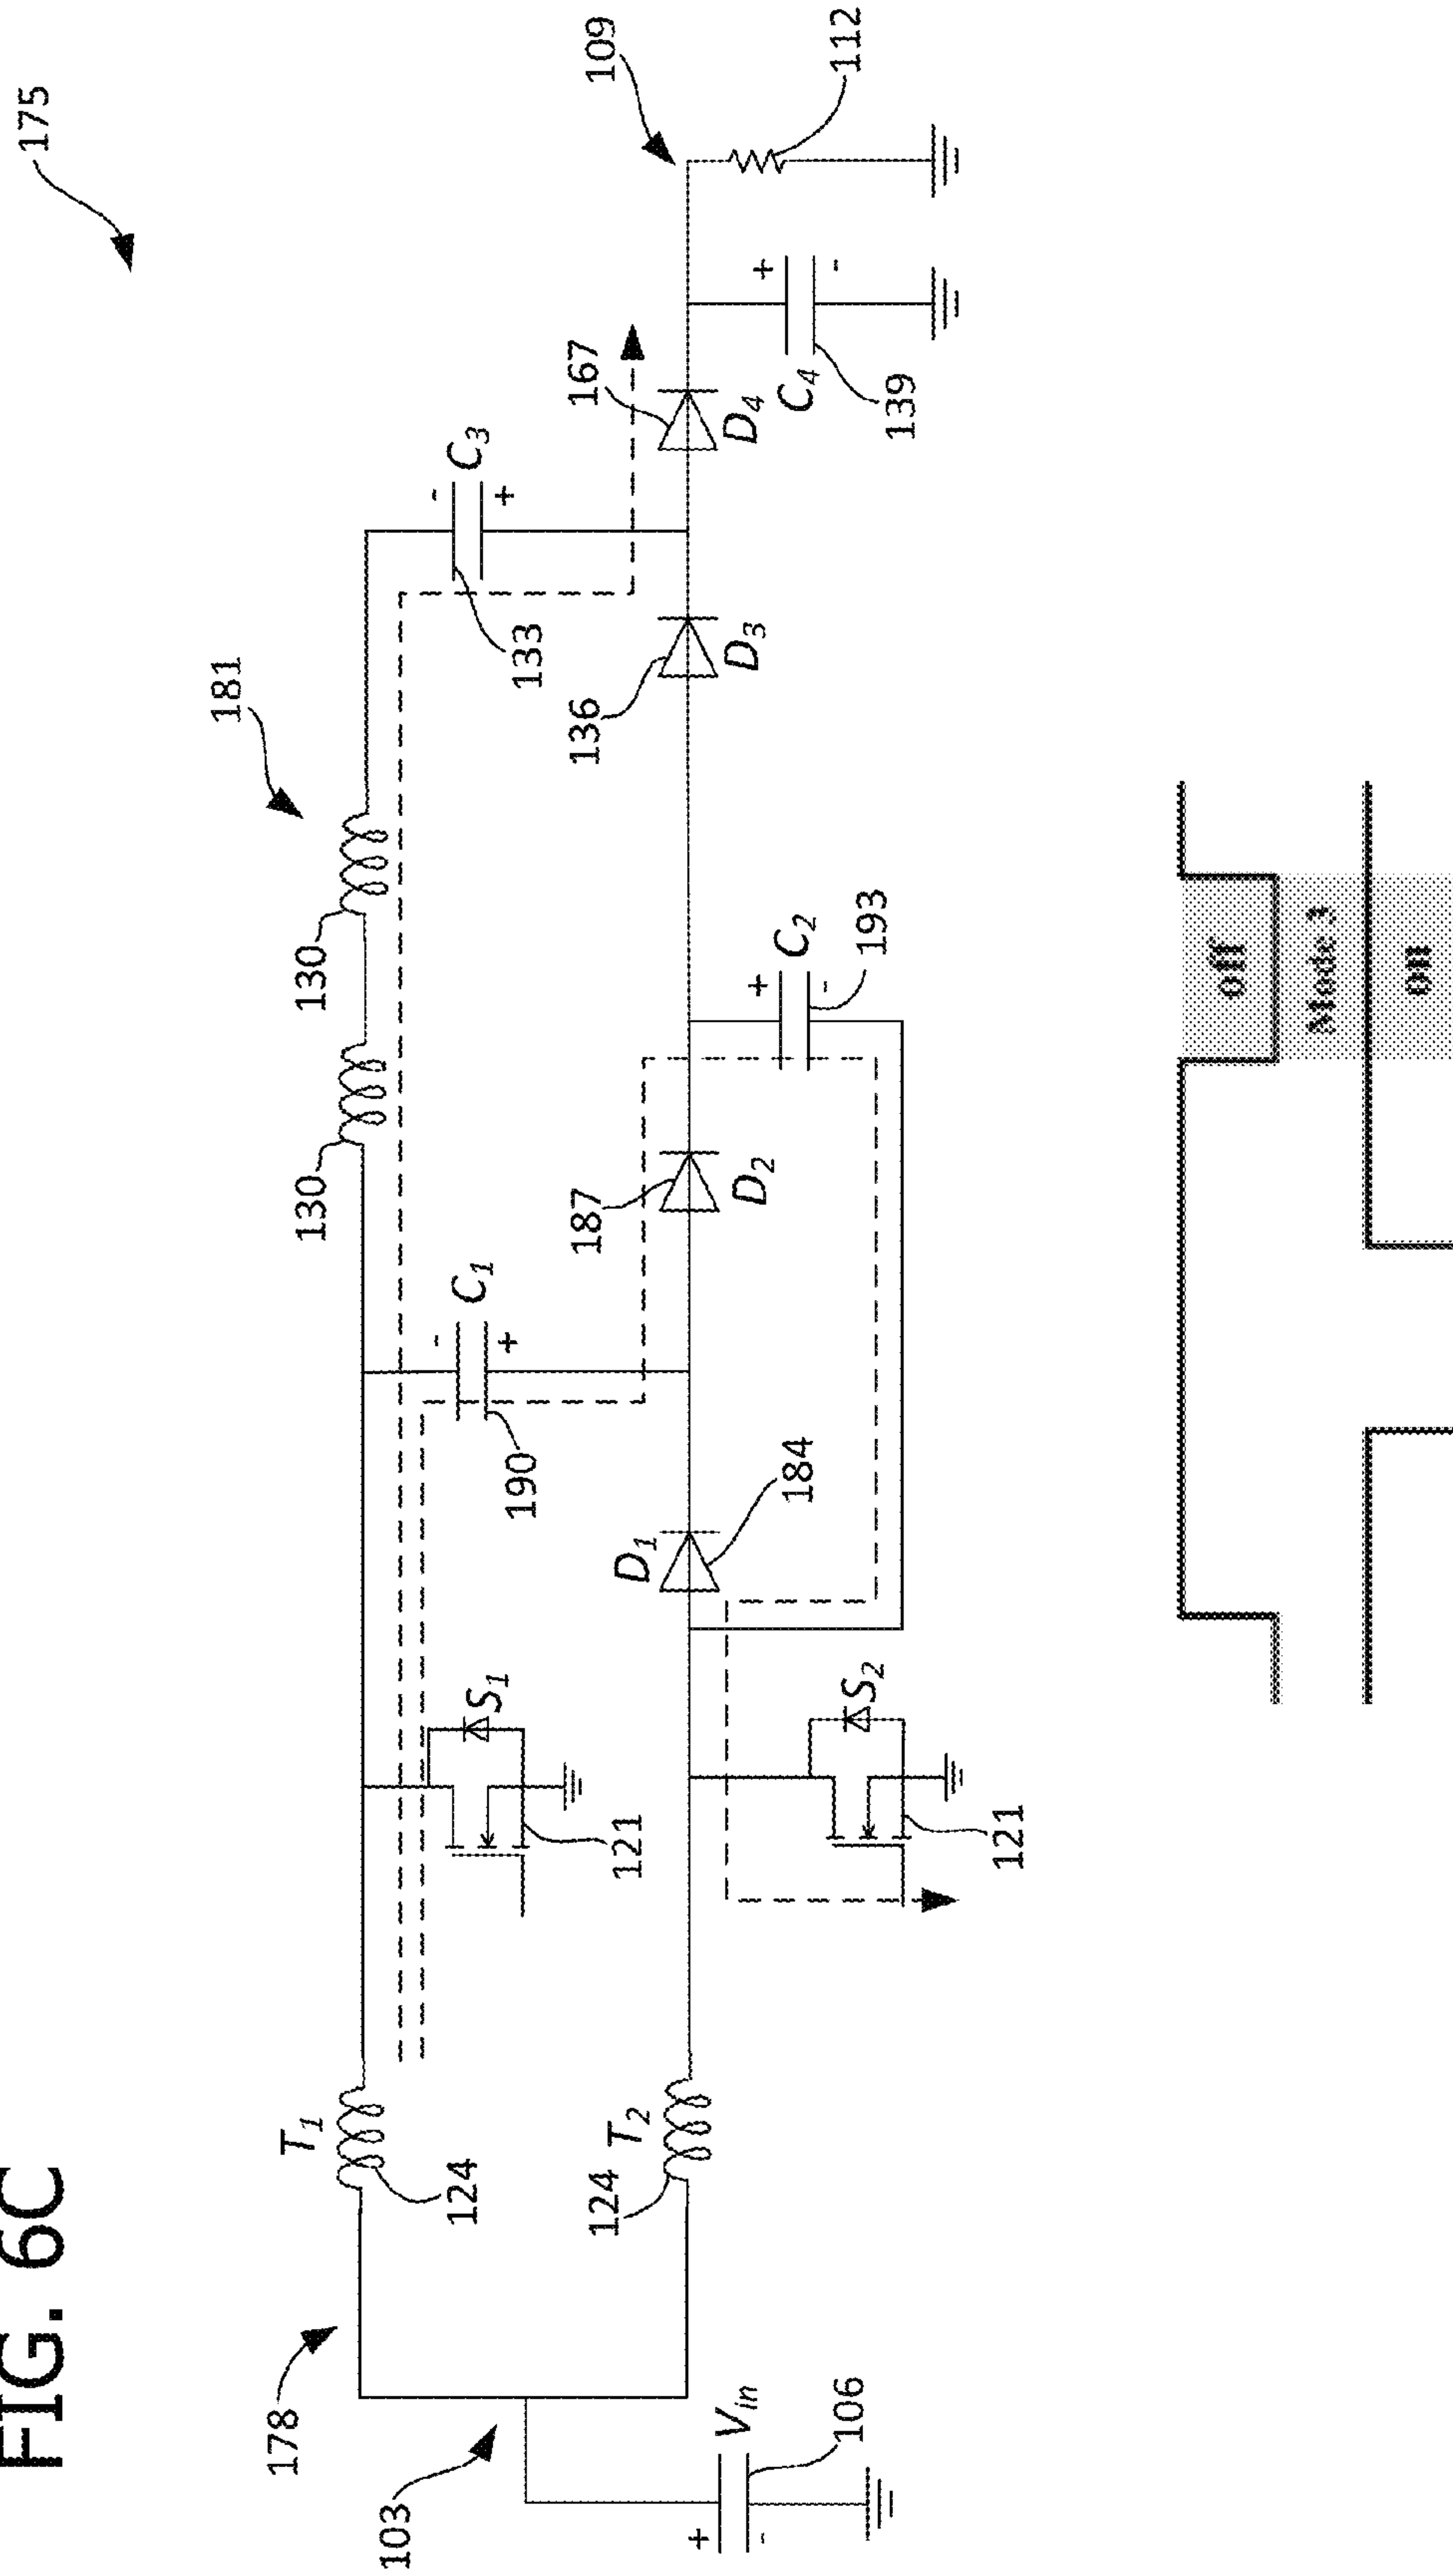 FIG. 6C
175
178
181
103
T1
124
130
130
S1
121
190
C1
-
+
133
C3
-
+
109
Vin
106
+
-
T2
124
S2
121
D1
184
187
D2
C2
+
-
193
136
D3
167
D4
C4
+
-
139
112
off
Mode 3
on